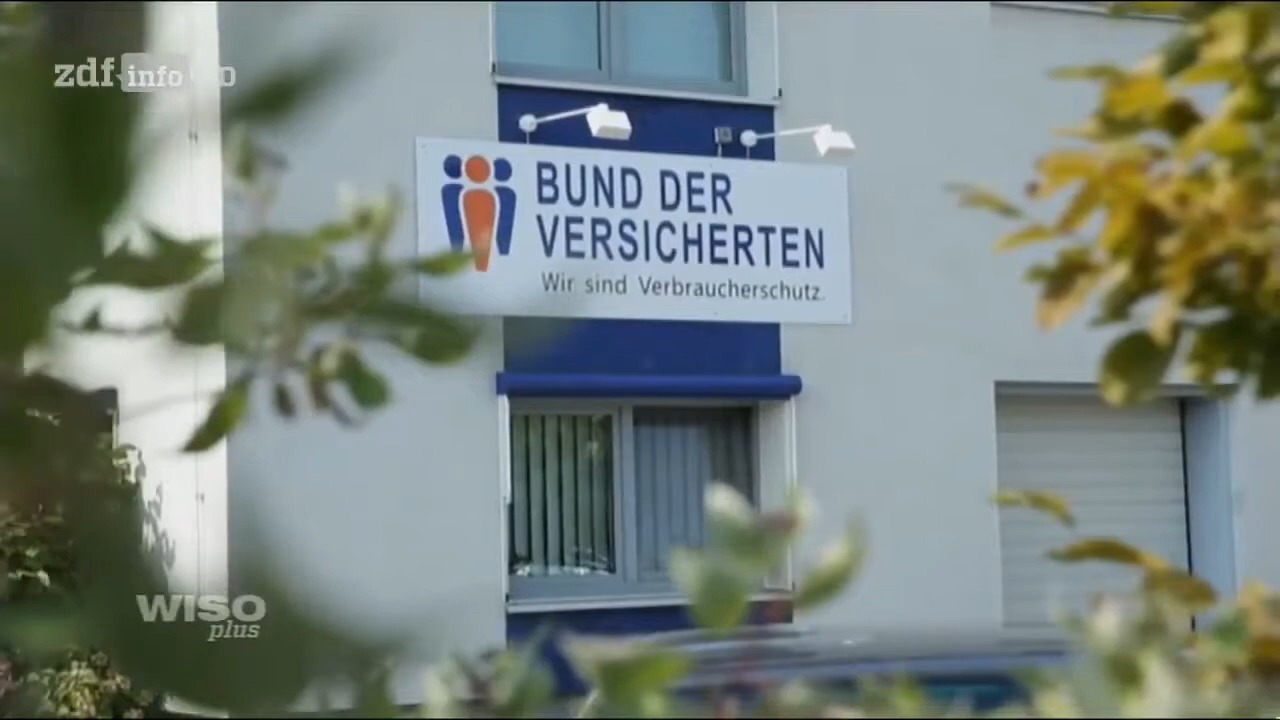 zdf info
BUND DER
VERSICHERTEN
Wir sind Verbraucherschutz.
WISO
plus